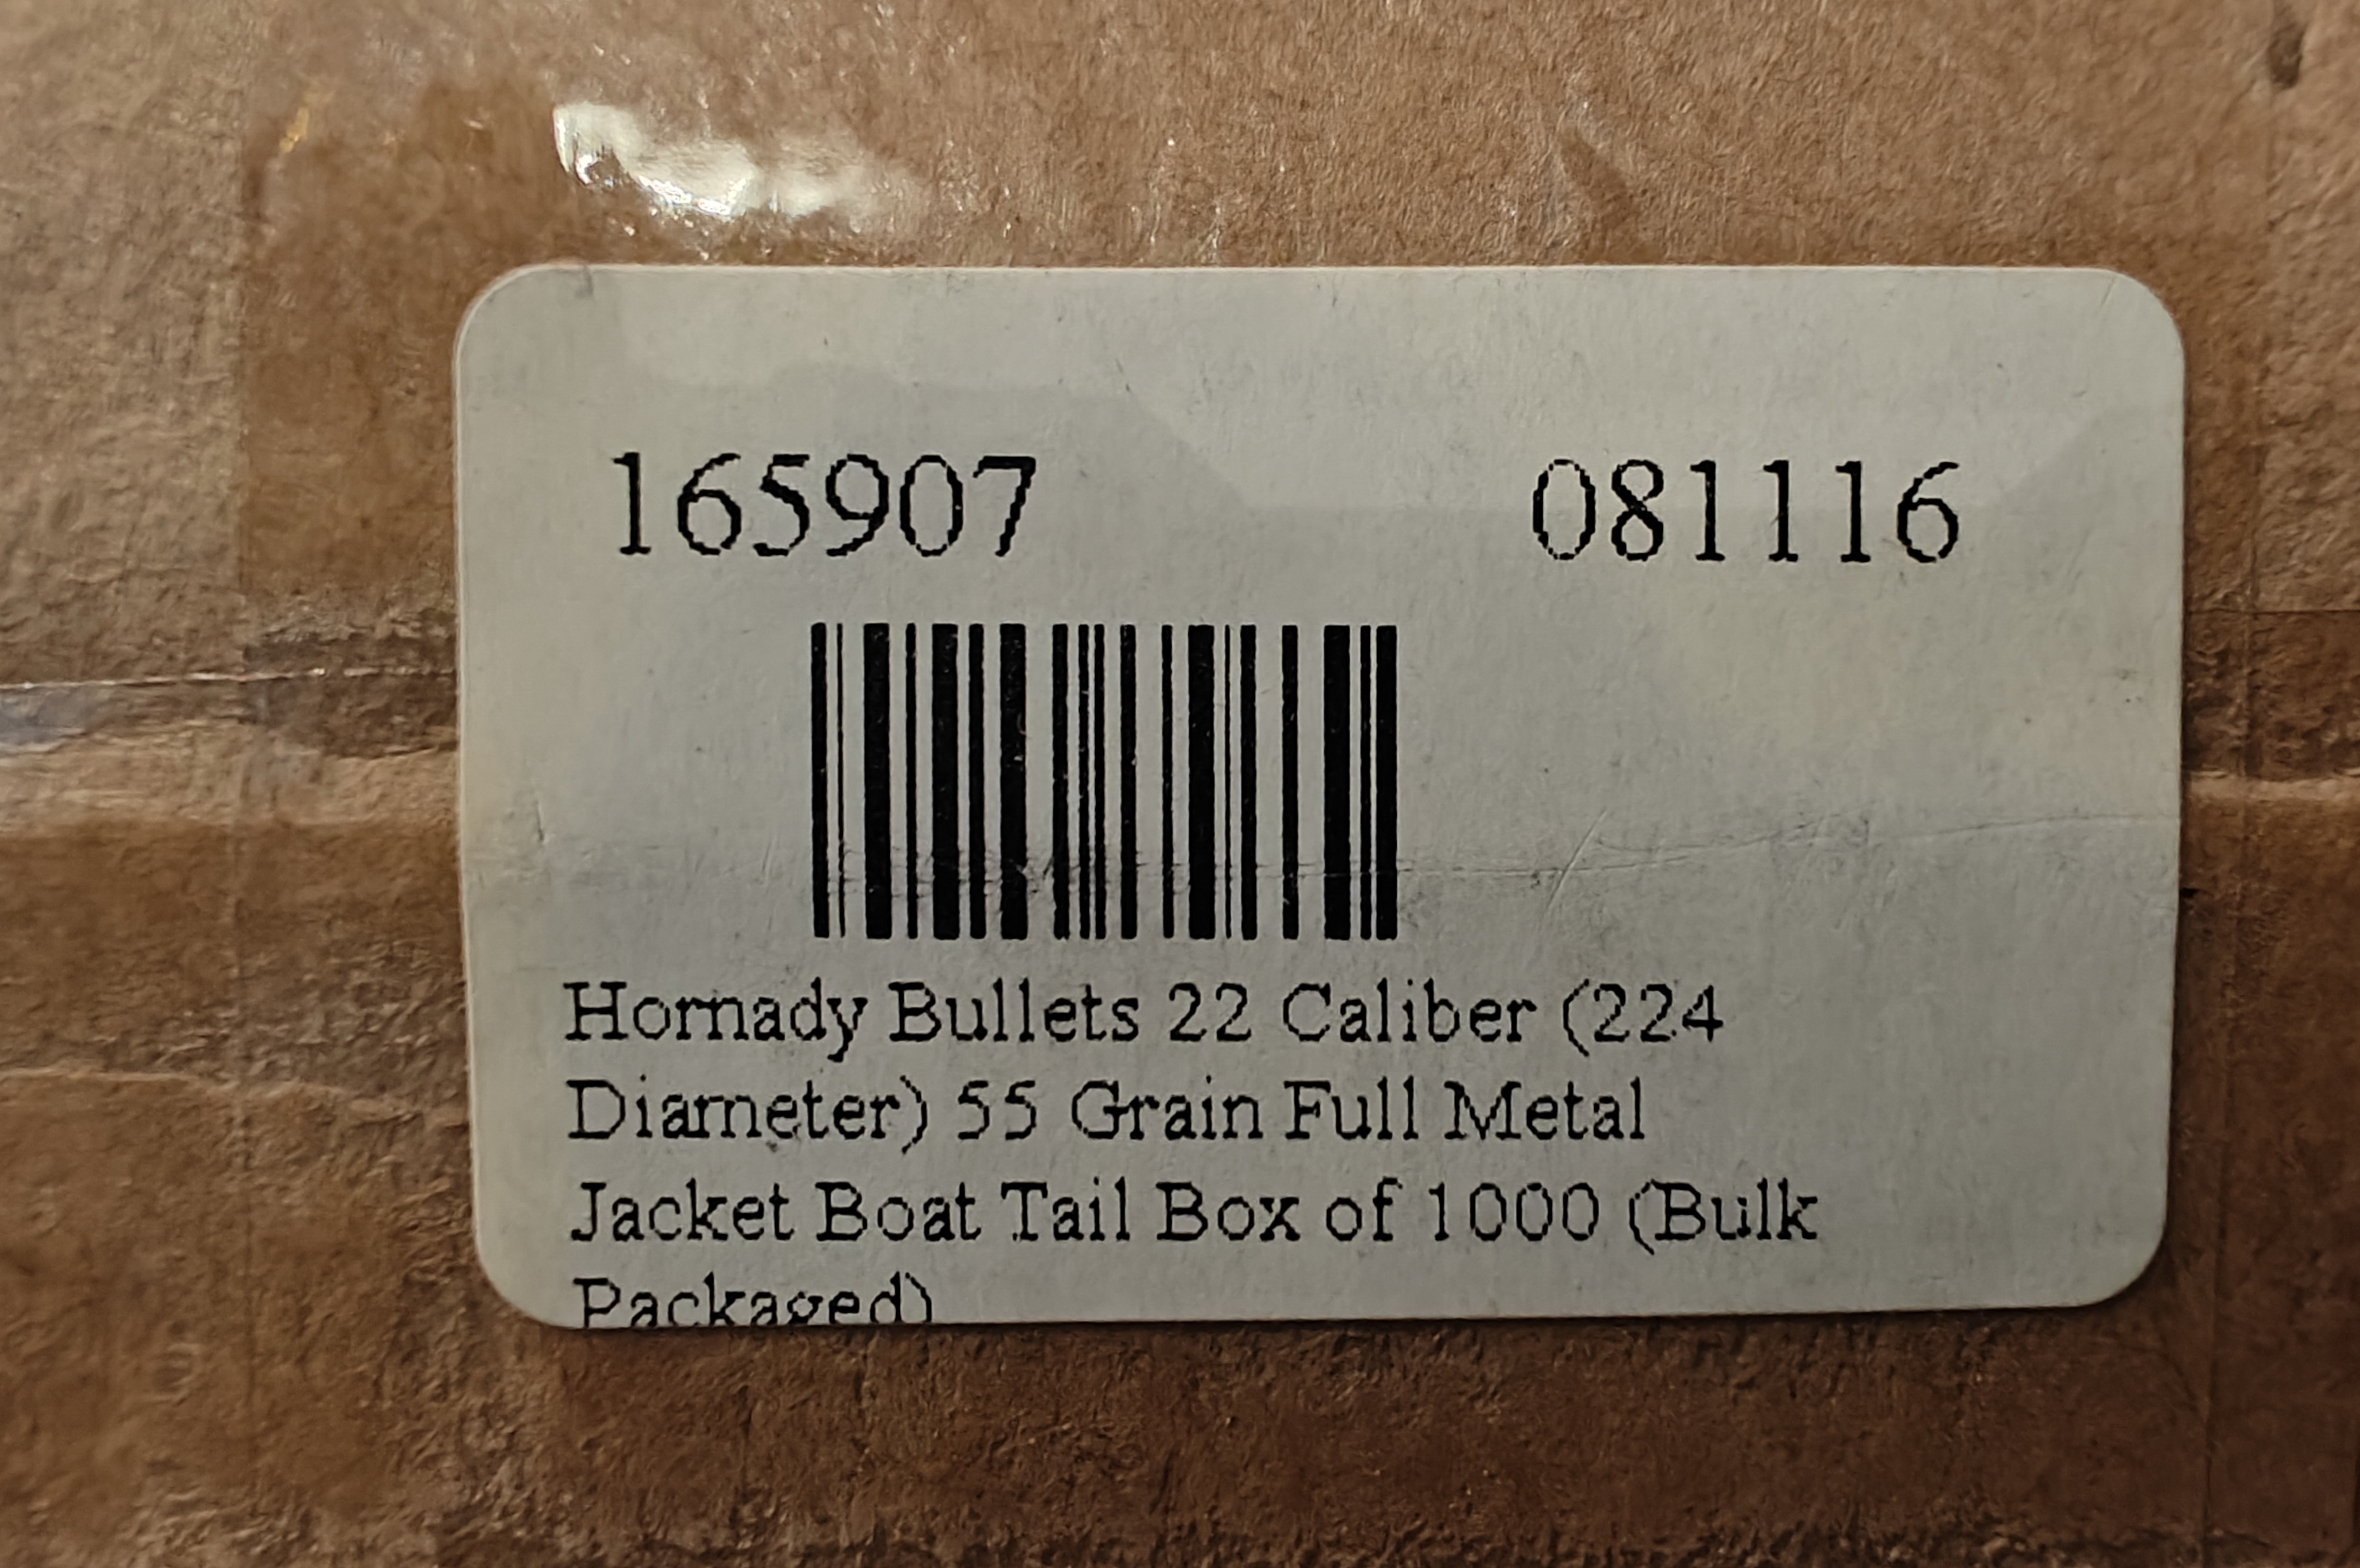 165907 081116
Hornady Bullets 22 Caliber (224
Diameter) 55 Grain Full Metal
Jacket Boat Tail Box of 1000 (Bulk
Packaged)